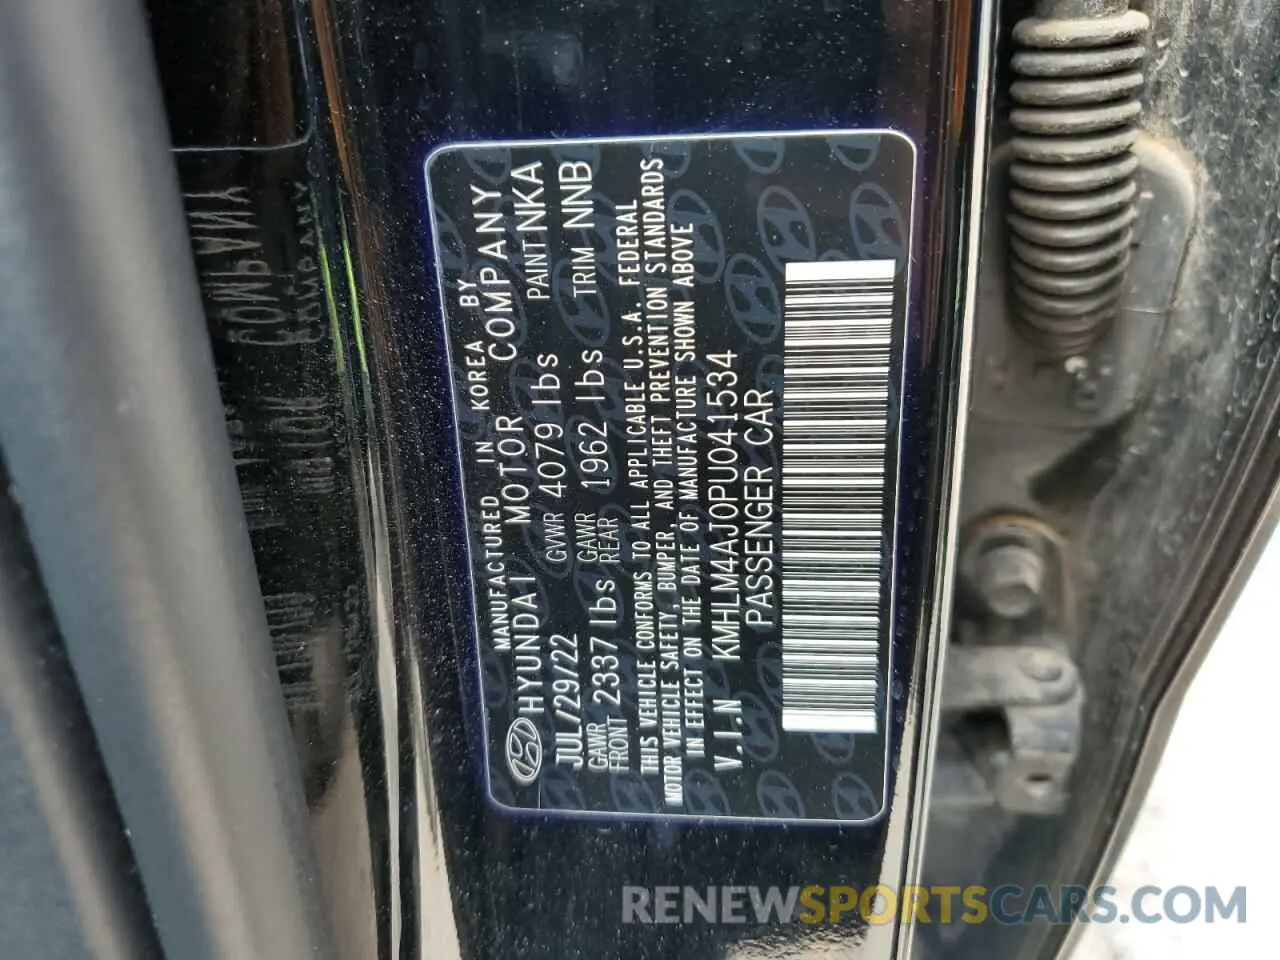 MANUFACTURED IN KOREA BY
HYUNDAI MOTOR COMPANY
JUL/29/22 GVWR 4079 lbs PAINT NKA
GAWR FRONT 2337 lbs GAWR REAR 1962 lbs TRIM NNB
THIS VEHICLE CONFORMS TO ALL APPLICABLE U.S.A. FEDERAL
MOTOR VEHICLE SAFETY, BUMPER, AND THEFT PREVENTION STANDARDS
IN EFFECT ON THE DATE OF MANUFACTURE SHOWN ABOVE
V.I.N KMHLM4AJ0PU041534
PASSENGER CAR
RENEWSPORTSCARS.COM